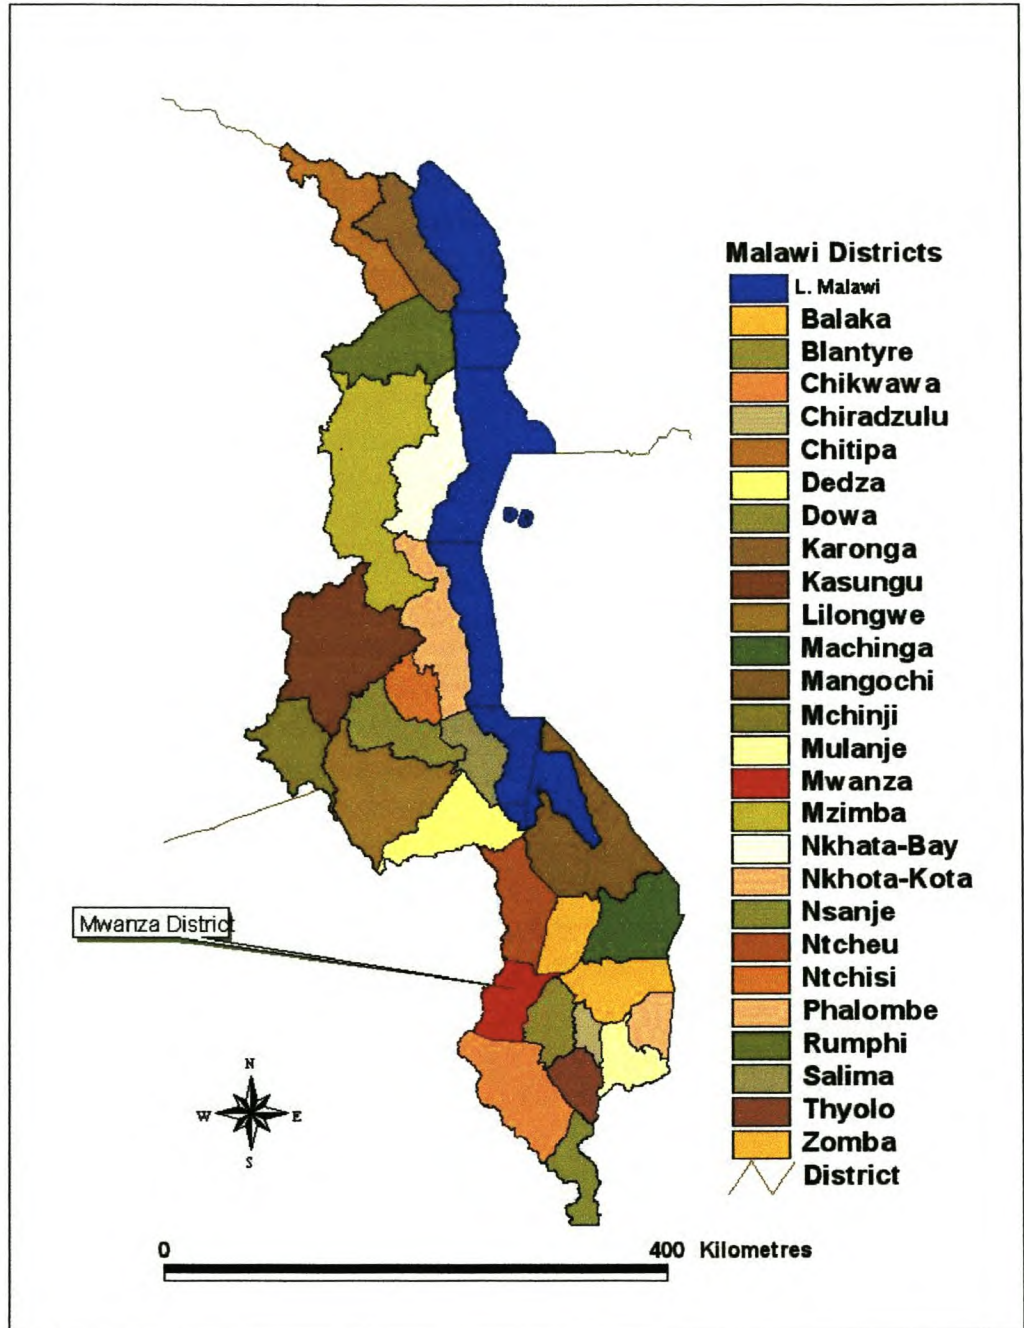 Malawi Districts
L. Malawi
Balaka
Blantyre
Chikwawa
Chiradzulu
Chitipa
Dedza
Dowa
Karonga
Kasungu
Lilongwe
Machinga
Mangochi
Mchinji
Mulanje
Mwanza
Mzimba
Nkhata-Bay
Nkhota-Kota
Nsanje
Ntcheu
Ntchisi
Phalombe
Rumphi
Salima
Thyolo
Zomba
District
Mwanza District
N
W E
S
0 400 Kilometres